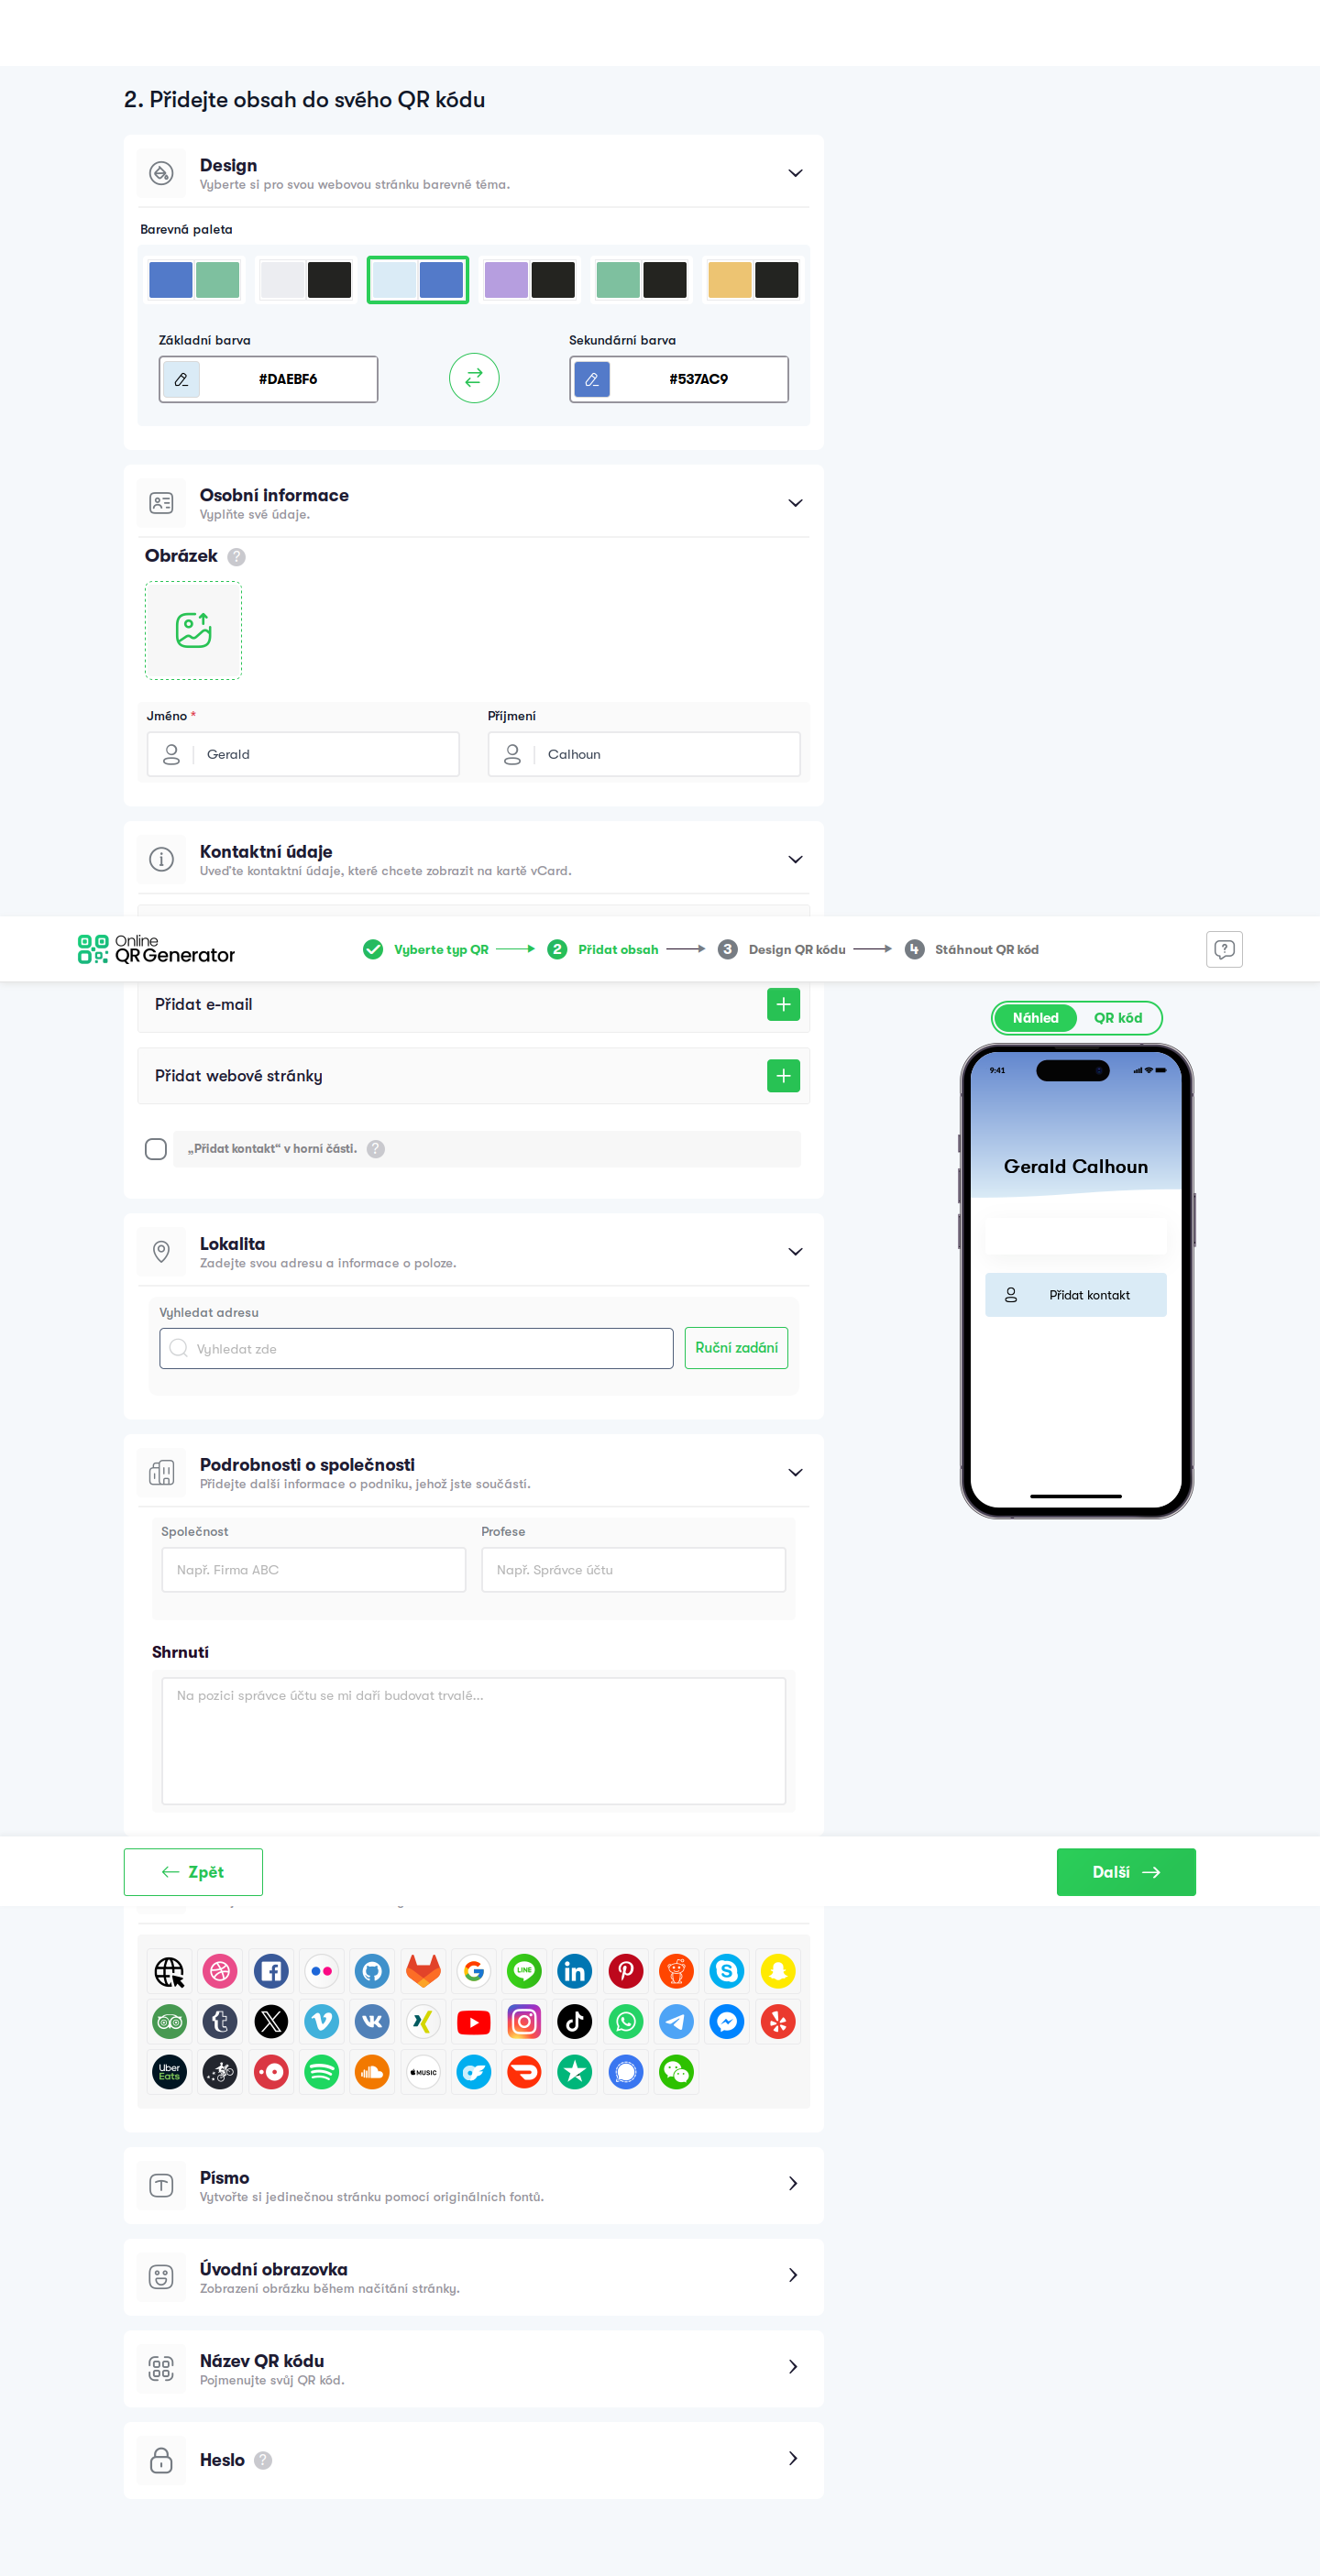 2. Přidejte obsah do svého QR kódu
Design
Vyberte si pro svou webovou stránku barevné téma.
Barevná paleta
Základní barva
Sekundární barva
#DAEBF6
#537AC9
Osobní informace
Vyplňte své údaje.
Obrázek ?
Jméno *
Příjmení
Gerald
Calhoun
Kontaktní údaje
Uveďte kontaktní údaje, které chcete zobrazit na kartě vCard.
Online
QR Generator
Vyberte typ QR
2 Přidat obsah
3 Design QR kódu
4 Stáhnout QR kód
?
Přidat e-mail
Náhled
QR kód
Přidat webové stránky
9:41
„Přidat kontakt“ v horní části. ?
Gerald Calhoun
Lokalita
Zadejte svou adresu a informace o poloze.
Přidat kontakt
Vyhledat adresu
Vyhledat zde
Ruční zadání
Podrobnosti o společnosti
Přidejte další informace o podniku, jehož jste součástí.
Společnost
Profese
Např. Firma ABC
Např. Správce účtu
Shrnutí
Na pozici správce účtu se mi daří budovat trvalé...
Zpět
Další
LINE
Uber
Eats
MUSIC
Písmo
Vytvořte si jedinečnou stránku pomocí originálních fontů.
Úvodní obrazovka
Zobrazení obrázku během načítání stránky.
Název QR kódu
Pojmenujte svůj QR kód.
Heslo ?